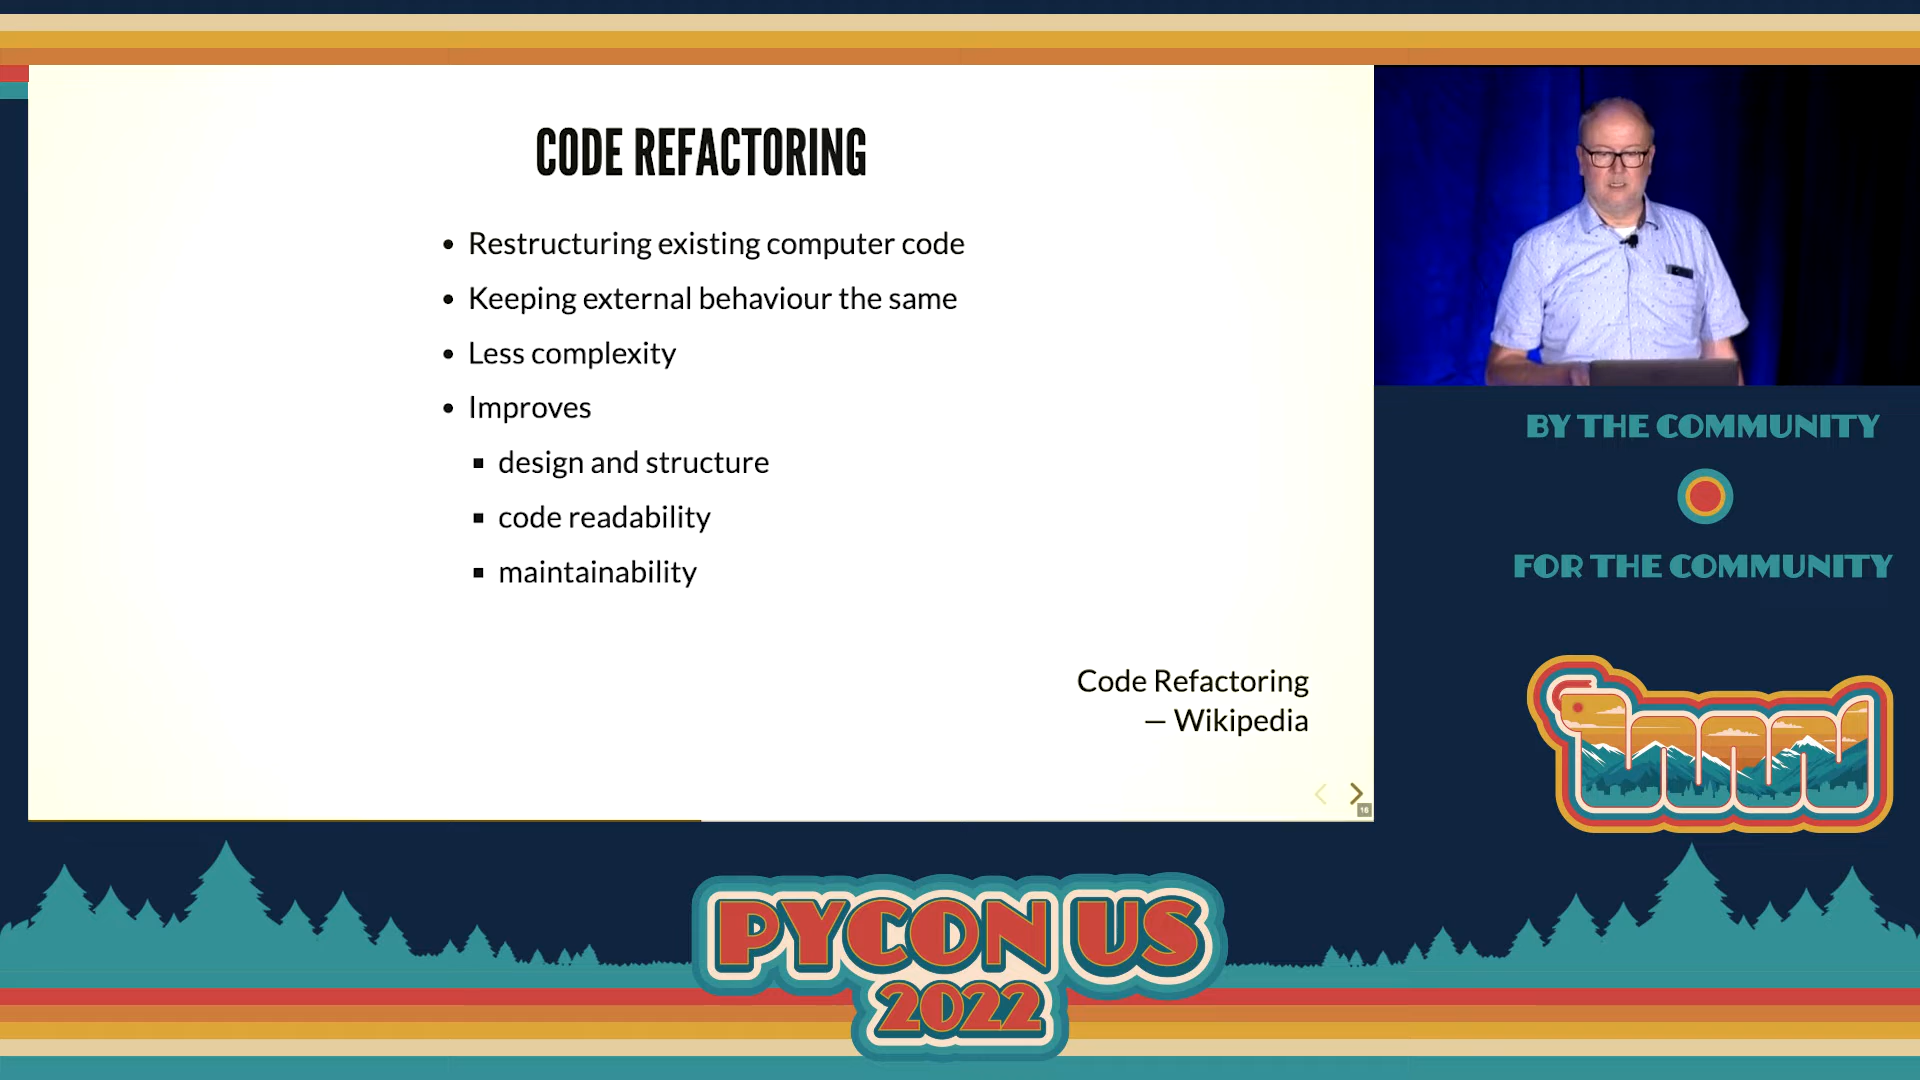 CODE REFACTORING
Restructuring existing computer code
Keeping external behaviour the same
Less complexity
Improves
design and structure
code readability
maintainability
Code Refactoring
— Wikipedia
16
BY THE COMMUNITY
FOR THE COMMUNITY
PYCON US
2022